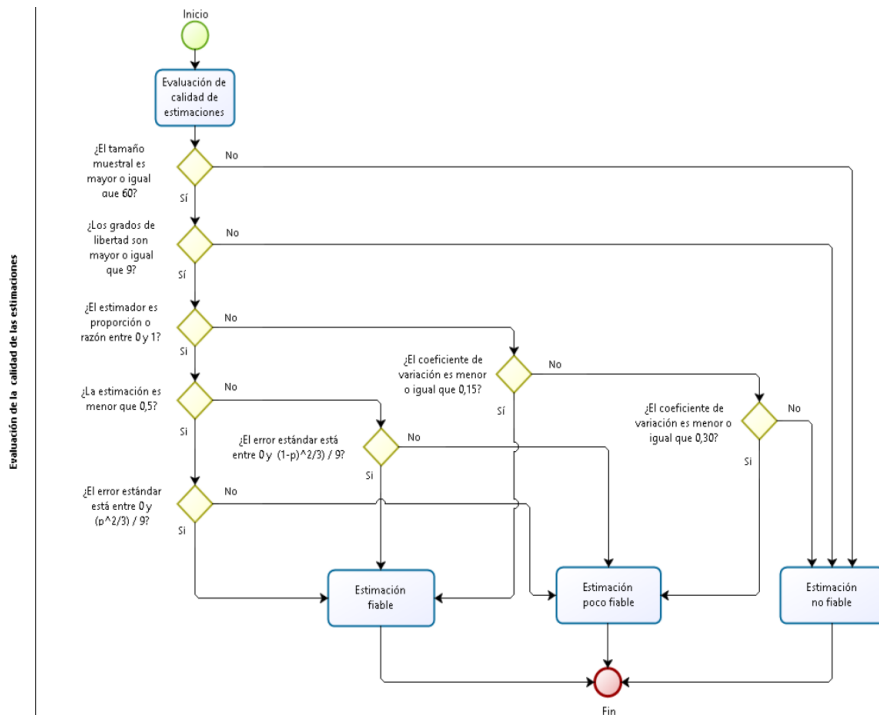 Evaluación de la calidad de las estimaciones
Inicio
Evaluación de
calidad de
estimaciones
¿El tamaño
muestral es
mayor o igual
que 60?
No
Sí
¿Los grados de
libertad son
mayor o igual
que 9?
No
Sí
¿El estimador es
proporción o
razón entre 0 y 1?
No
Si
¿El coeficiente de
variación es menor
o igual que 0,15?
No
Sí
¿La estimación es
menor que 0,5?
No
Si
¿El coeficiente de
variación es menor o
igual que 0,30?
No
Si
¿El error estándar está
entre 0 y (1-p)^2/3) / 9?
No
Si
¿El error estándar
está entre 0 y
(p^2/3) / 9?
No
Si
Estimación
fiable
Estimación
poco fiable
Estimación
no fiable
Fin